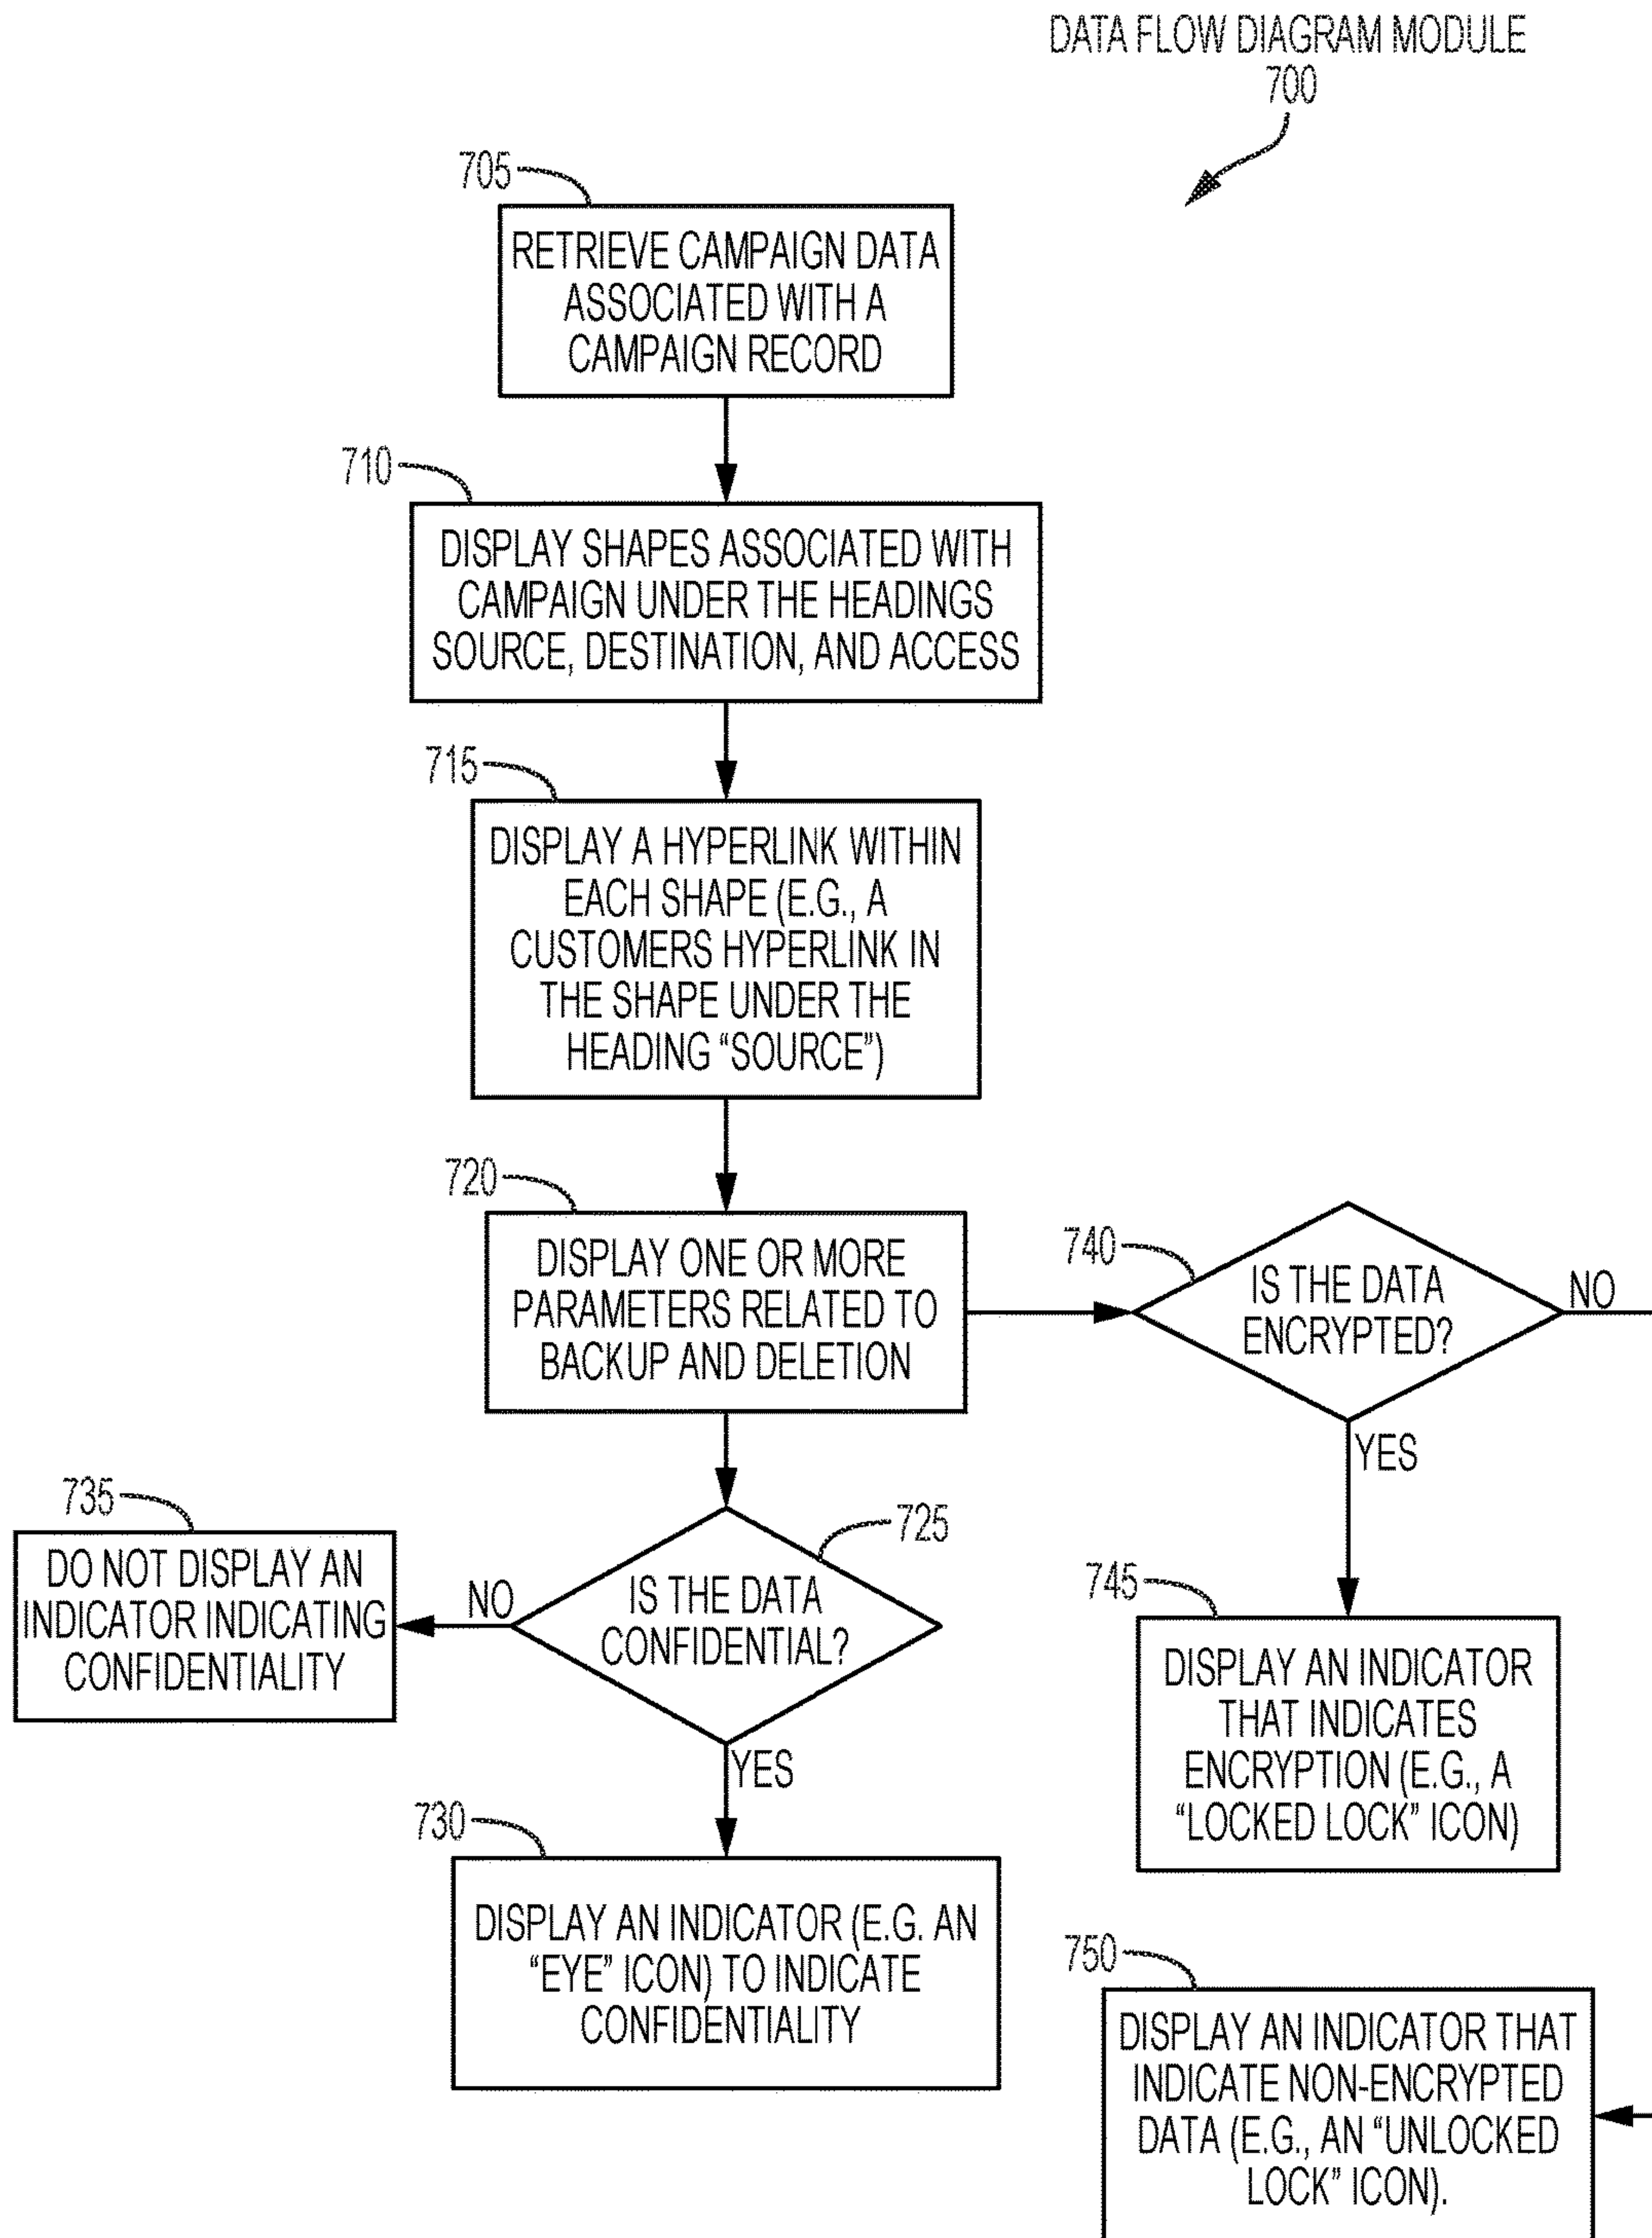 DATA FLOW DIAGRAM MODULE
700
705
RETRIEVE CAMPAIGN DATA
ASSOCIATED WITH A
CAMPAIGN RECORD
710
DISPLAY SHAPES ASSOCIATED WITH
CAMPAIGN UNDER THE HEADINGS
SOURCE, DESTINATION, AND ACCESS
715
DISPLAY A HYPERLINK WITHIN
EACH SHAPE (E.G., A
CUSTOMERS HYPERLINK IN
THE SHAPE UNDER THE
HEADING “SOURCE”)
720
DISPLAY ONE OR MORE
PARAMETERS RELATED TO
BACKUP AND DELETION
740
IS THE DATA
ENCRYPTED?
NO
YES
735
DO NOT DISPLAY AN
INDICATOR INDICATING
CONFIDENTIALITY
NO
725
IS THE DATA
CONFIDENTIAL?
YES
745
DISPLAY AN INDICATOR
THAT INDICATES
ENCRYPTION (E.G., A
“LOCKED LOCK” ICON)
730
DISPLAY AN INDICATOR (E.G. AN
“EYE” ICON) TO INDICATE
CONFIDENTIALITY
750
DISPLAY AN INDICATOR THAT
INDICATE NON-ENCRYPTED
DATA (E.G., AN “UNLOCKED
LOCK” ICON).